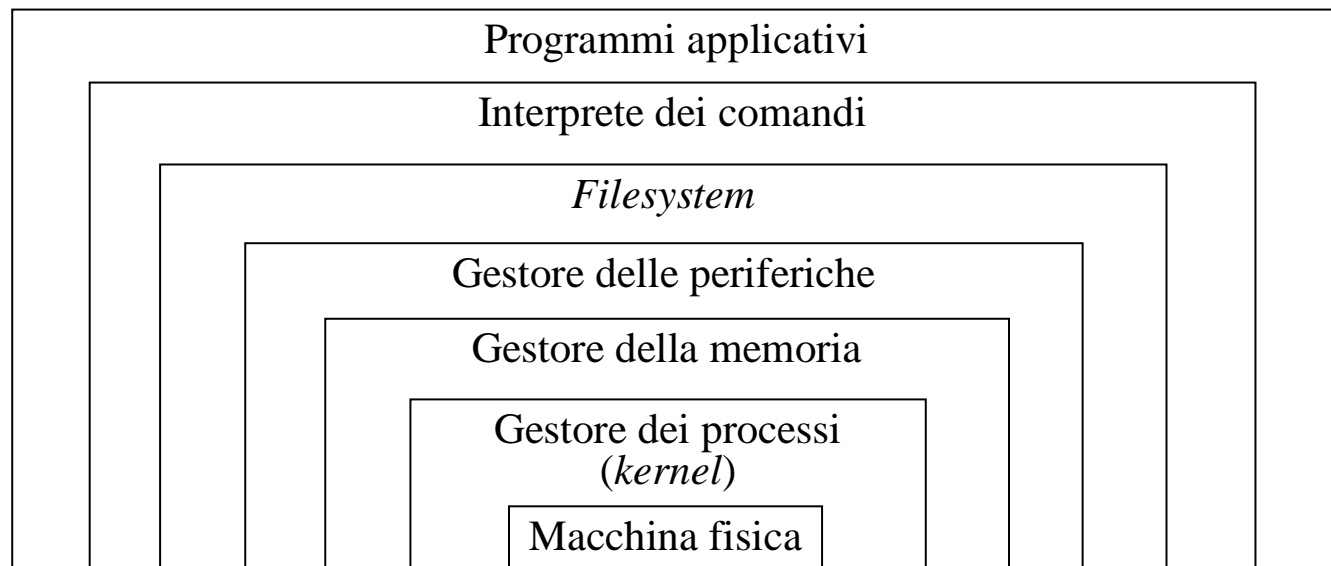 Programmi applicativi
Interprete dei comandi
Filesystem
Gestore delle periferiche
Gestore della memoria
Gestore dei processi
(kernel)
Macchina fisica